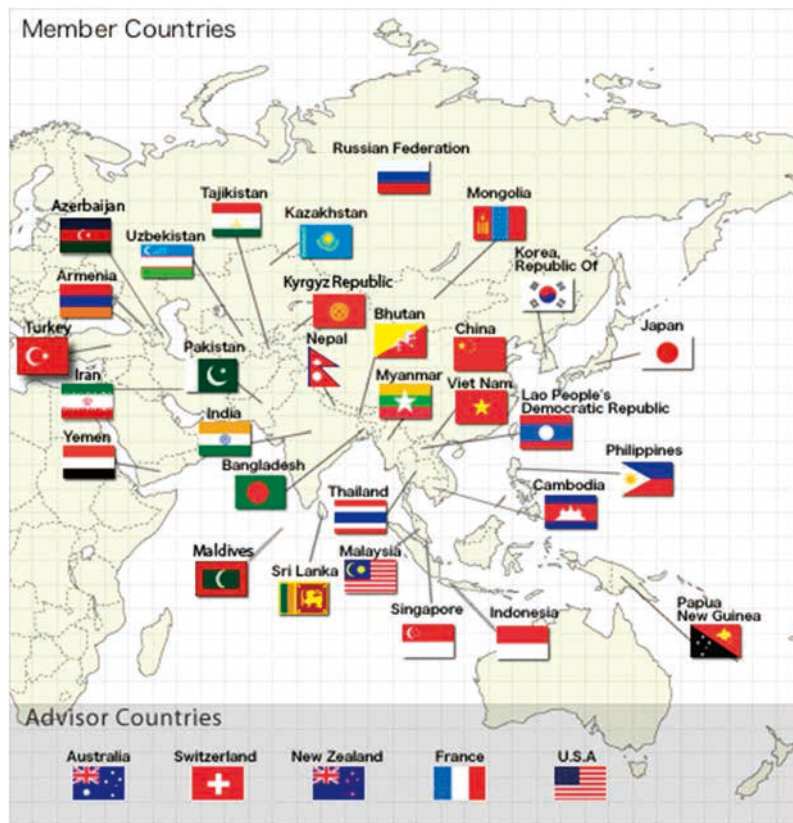 Member Countries
Russian Federation
Azerbaijan
Tajikistan
Mongolia
Uzbekistan
Kazakhstan
Korea,
Republic Of
Armenia
Kyrgyz Republic
Turkey
Bhutan
China
Japan
Pakistan
Nepal
Iran
Myanmar
Viet Nam
Lao People's
Democratic Republic
India
Yemen
Philippines
Bangladesh
Thailand
Cambodia
Maldives
Sri Lanka
Malaysia
Singapore
Indonesia
Papua
New Guinea
Advisor Countries
Australia
Switzerland
New Zealand
France
U.S.A